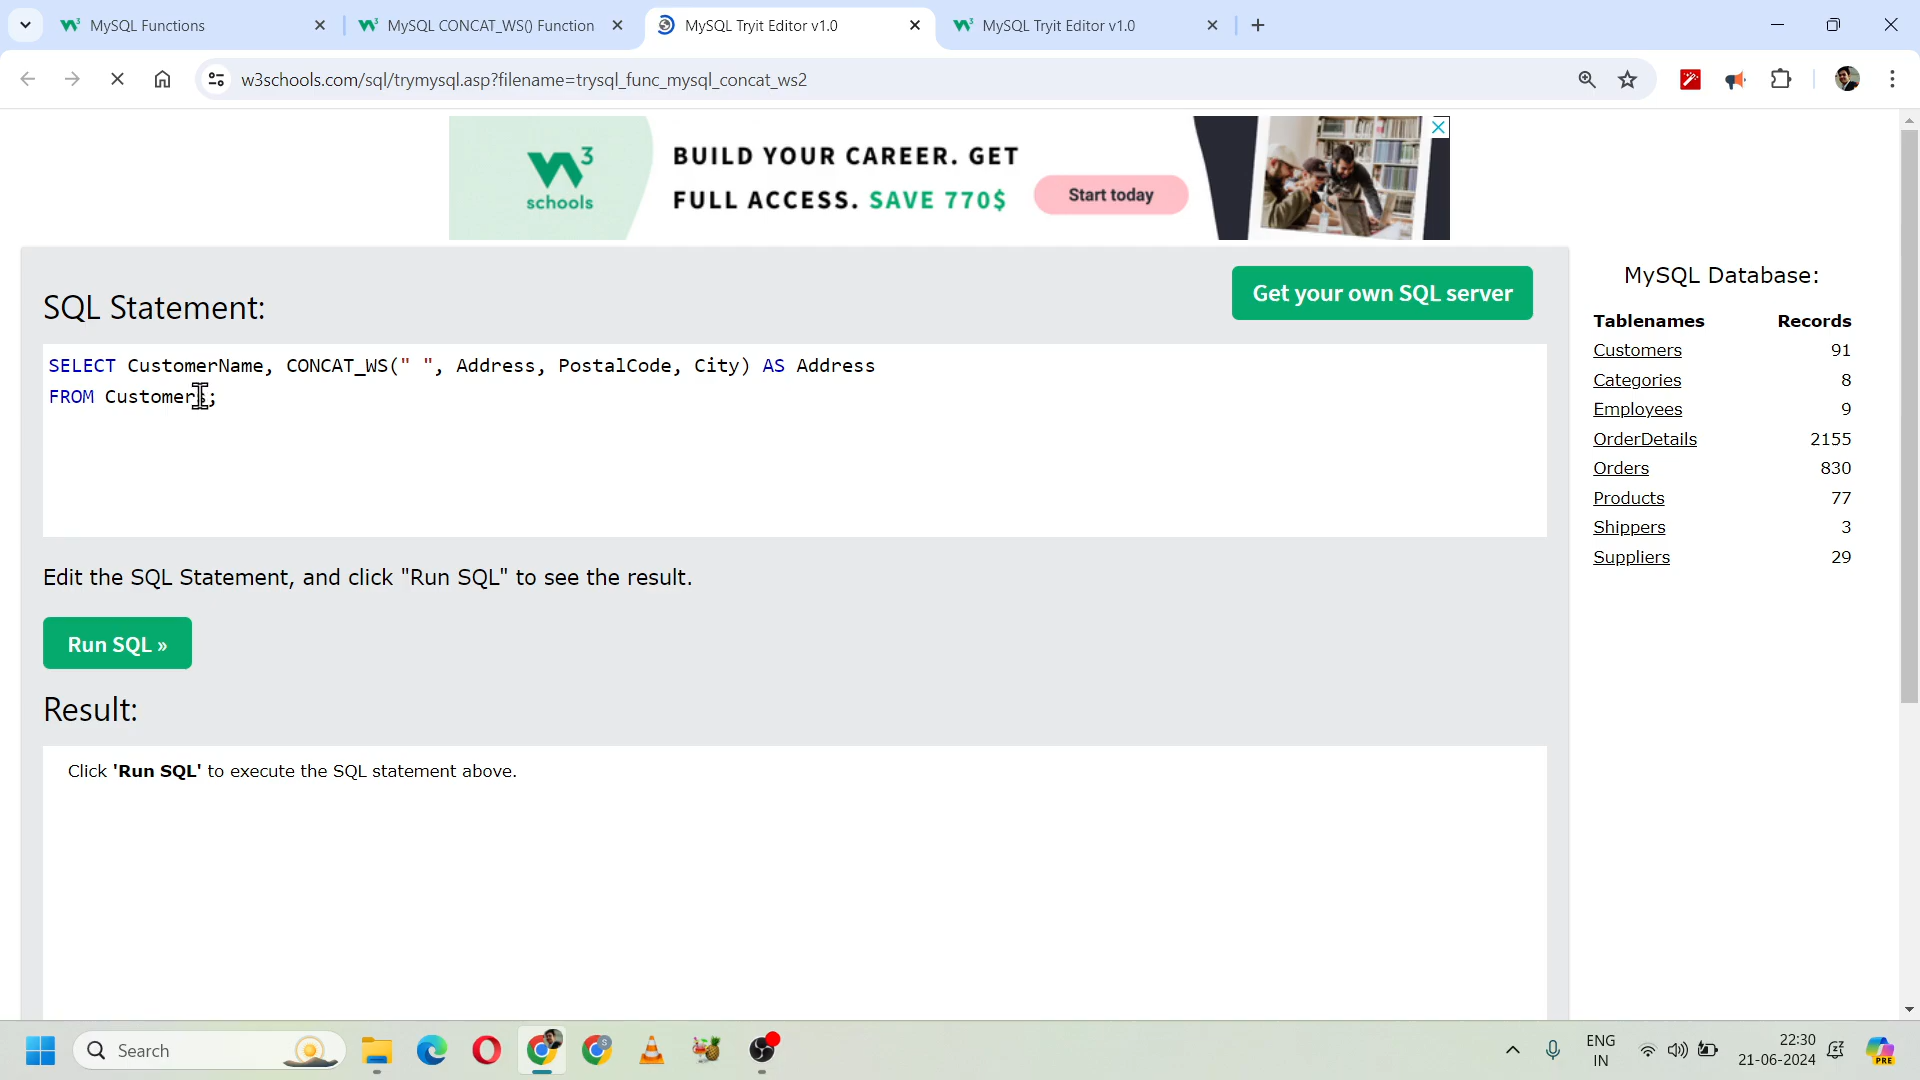 MySQL Functions
MySQL CONCAT_WS() Function
MySQL Tryit Editor v1.0
MySQL Tryit Editor v1.0
w3schools.com/sql/trymysql.asp?filename=trysql_func_mysql_concat_ws2
W3 schools
BUILD YOUR CAREER. GET
FULL ACCESS. SAVE 770$
Start today
SQL Statement:
Get your own SQL server
SELECT CustomerName, CONCAT_WS(" ", Address, PostalCode, City) AS Address
FROM Customers;
Edit the SQL Statement, and click "Run SQL" to see the result.
Run SQL »
Result:
Click 'Run SQL' to execute the SQL statement above.
MySQL Database:
Tablenames Records
Customers 91
Categories 8
Employees 9
OrderDetails 2155
Orders 830
Products 77
Shippers 3
Suppliers 29
Search
ENG
IN
22:30
21-06-2024
PRE